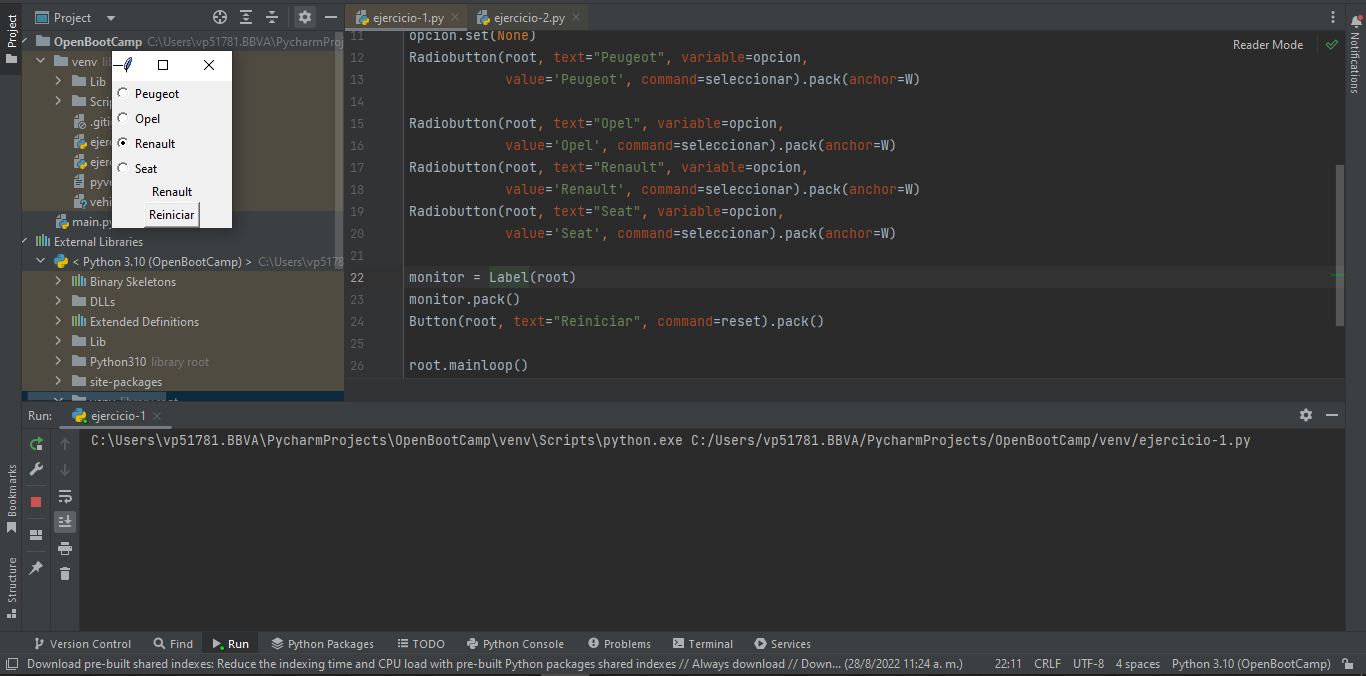 Project
ejercicio-1.py
ejercicio-2.py
Project
OpenBootCamp C:\Users\vp51781.BBVA\PycharmProj
venv
Lib
main.py
External Libraries
< Python 3.10 (OpenBootCamp) > C:\Users\vp5178
Binary Skeletons
DLLs
Extended Definitions
Lib
Python310 library root
site-packages
Peugeot
Opel
Renault
Seat
Renault
Reiniciar
Reader Mode
Notifications
11 opcion.set(None)
12 Radiobutton(root, text="Peugeot", variable=opcion,
13 value='Peugeot', command=seleccionar).pack(anchor=W)
14
15 Radiobutton(root, text="Opel", variable=opcion,
16 value='Opel', command=seleccionar).pack(anchor=W)
17 Radiobutton(root, text="Renault", variable=opcion,
18 value='Renault', command=seleccionar).pack(anchor=W)
19 Radiobutton(root, text="Seat", variable=opcion,
20 value='Seat', command=seleccionar).pack(anchor=W)
21
22 monitor = Label(root)
23 monitor.pack()
24 Button(root, text="Reiniciar", command=reset).pack()
25
26 root.mainloop()
Run: ejercicio-1
C:\Users\vp51781.BBVA\PycharmProjects\OpenBootCamp\venv\Scripts\python.exe C:/Users/vp51781.BBVA/PycharmProjects/OpenBootCamp/venv/ejercicio-1.py
Bookmarks
Structure
Version Control Find Run Python Packages TODO Python Console Problems Terminal Services
Download pre-built shared indexes: Reduce the indexing time and CPU load with pre-built Python packages shared indexes // Always download // Down... (28/8/2022 11:24 a. m.) 22:11 CRLF UTF-8 4 spaces Python 3.10 (OpenBootCamp)